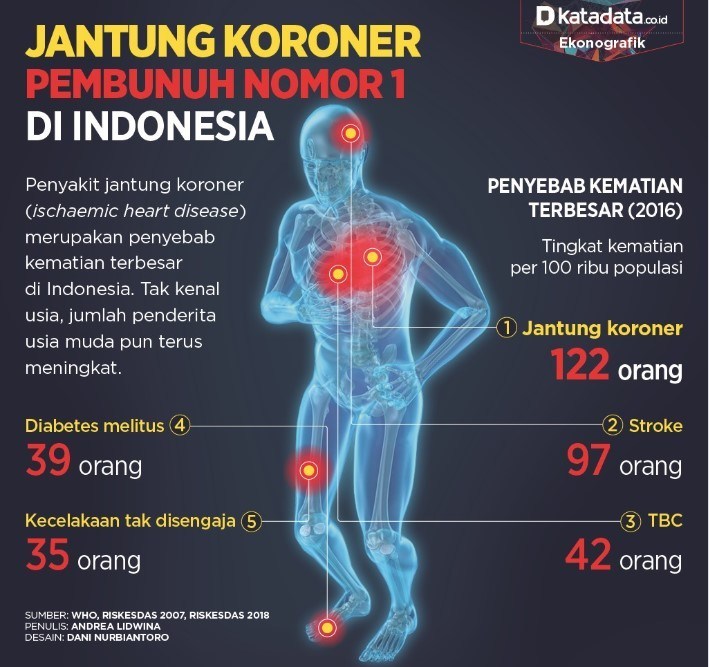 Dkatadata.co.id
Ekonografik
JANTUNG KORONER
PEMBUNUH NOMOR 1
DI INDONESIA
Penyakit jantung koroner
(ischaemic heart disease)
merupakan penyebab
kematian terbesar
di Indonesia. Tak kenal
usia, jumlah penderita
usia muda pun terus
meningkat.
PENYEBAB KEMATIAN
TERBESAR (2016)
Tingkat kematian
per 100 ribu populasi
1 Jantung koroner
122 orang
2 Stroke
97 orang
3 TBC
42 orang
Diabetes melitus 4
39 orang
Kecelakaan tak disengaja 5
35 orang
SUMBER: WHO, RISKESDAS 2007, RISKESDAS 2018
PENULIS: ANDREA LIDWINA
DESAIN: DANI NURBIANTORO